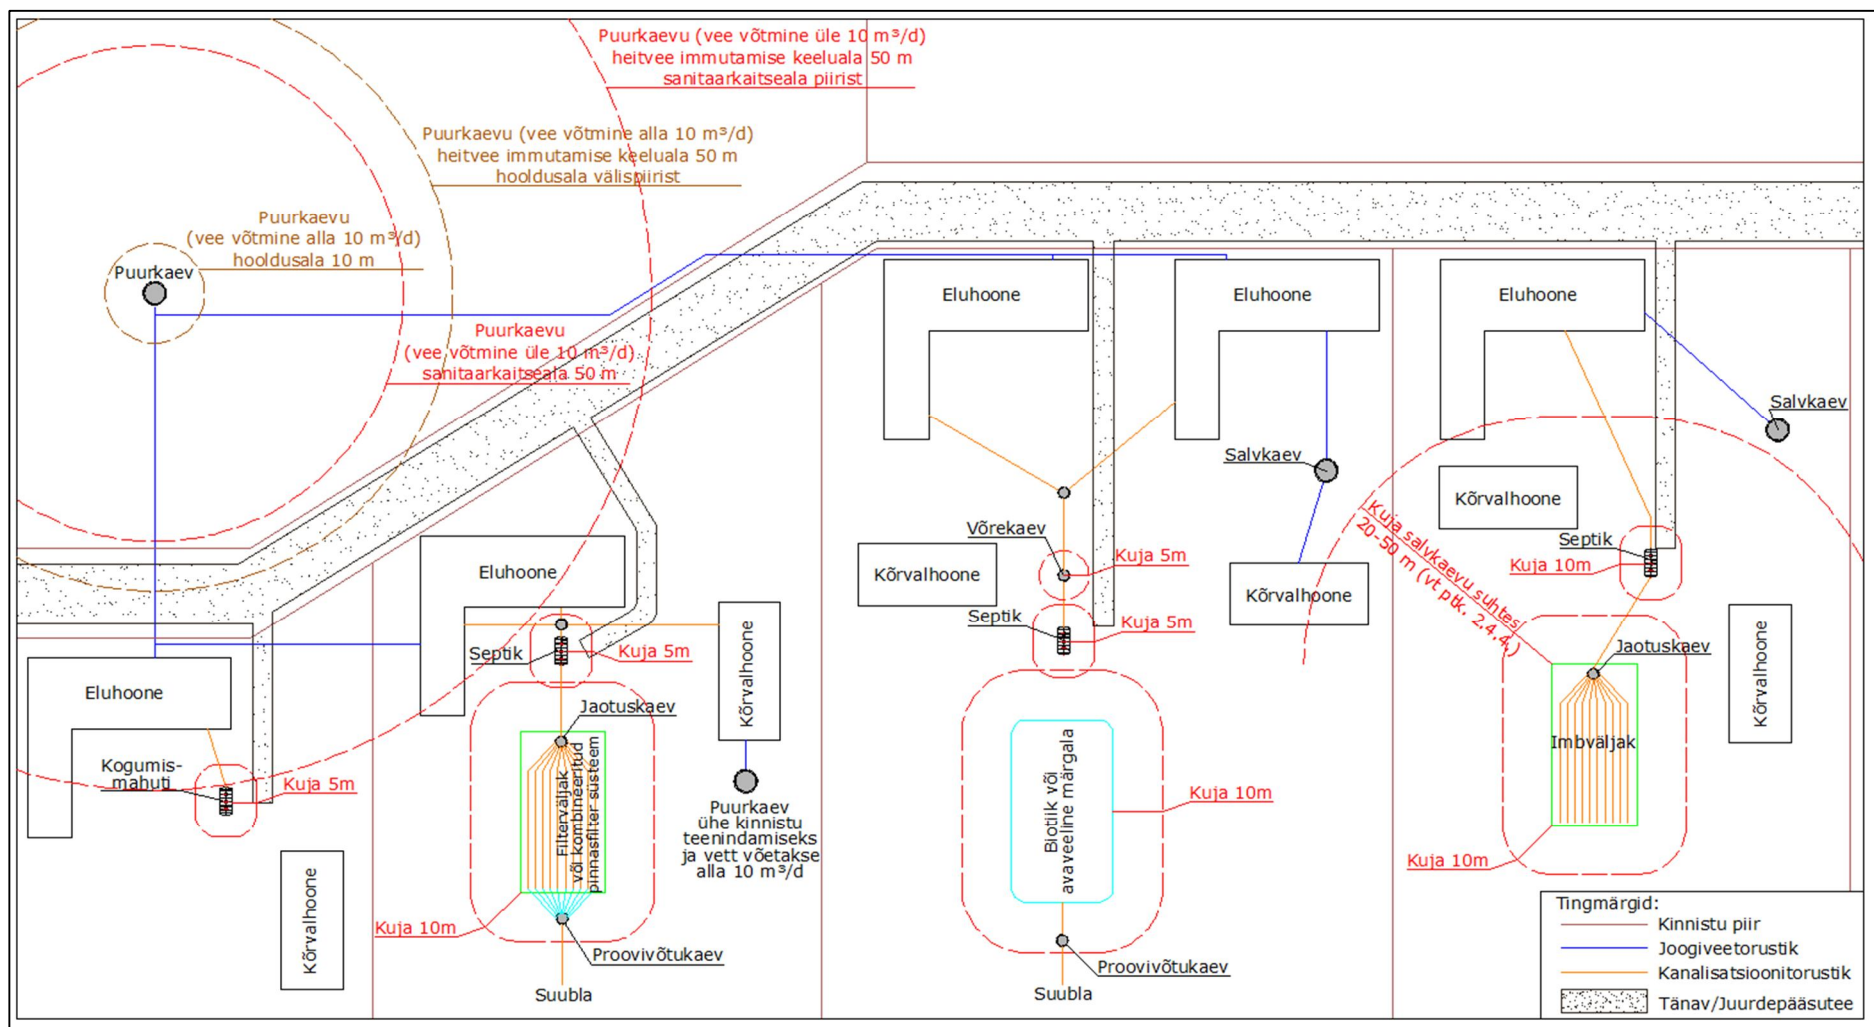 Puurkaevu (vee võtmine üle 10 m³/d)
heitvee immutamise keeluala 50 m
sanitaarkaitseala piirist
Puurkaevu (vee võtmine alla 10 m³/d)
heitvee immutamise keeluala 50 m
hooldusala välispiirist
Puurkaevu
(vee võtmine alla 10 m³/d)
hooldusala 10 m
Puurkaev
Puurkaevu
(vee võtmine üle 10 m³/d)
sanitaarkaitseala 50 m
Eluhoone
Eluhoone
Eluhoone
Salvkaev
Salvkaev
Kõrvalhoone
Kuja salvkaevu suhtes
20-50 m (vt ptk. 2.4.4.)
Võrekaev
Kuja 5m
Septik
Kuja 10m
Eluhoone
Kõrvalhoone
Kõrvalhoone
Septik
Kuja 5m
Septik
Kuja 5m
Kõrvalhoone
Jaotuskaev
Kõrvalhoone
Eluhoone
Jaotuskaev
Imbväljak
Kogumis-
mahuti
Kuja 5m
Filterväljak
või kombineeritud
pinnasfilter süsteem
Puurkaev
ühe kinnistu
teenindamiseks
ja vett võetakse
alla 10 m³/d
Biotiik või
avaveeline märgala
Kuja 10m
Kuja 10m
Kõrvalhoone
Kuja 10m
Proovivõtukaev
Suubla
Proovivõtukaev
Suubla
Tingmärgid:
Kinnistu piir
Joogiveetorustik
Kanalisatsioonitorustik
Tänav/Juurdepääsutee